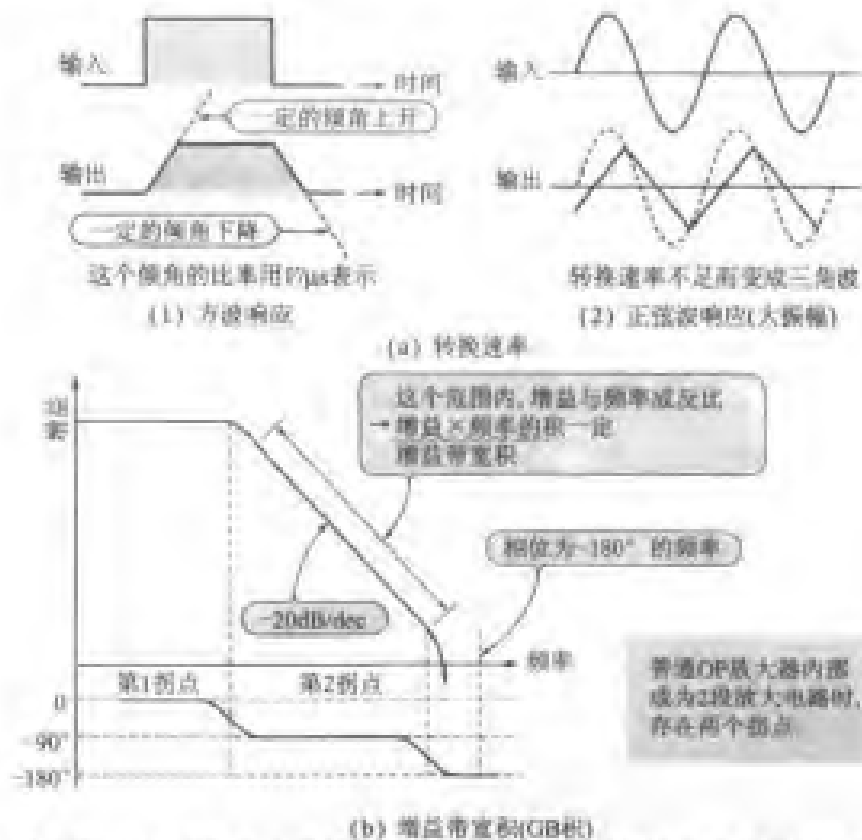 输入
时间
一定的倾角上升
输出
时间
一定的倾角下降
这个倾角的比率用V/μs表示
(1) 方波响应
输入
输出
转换速率不足而变成三角波
(2) 正弦波响应(大振幅)
(a) 转换速率
增益
这个范围内,增益与频率成反比
→增益×频率的积一定
增益带宽积
相位为-180° 的频率
-20dB/dec
频率
第1拐点
第2拐点
0
-90°
-180°
普通OP放大器内部
成为2段放大电路时,
存在两个拐点
(b) 增益带宽积(GB积)